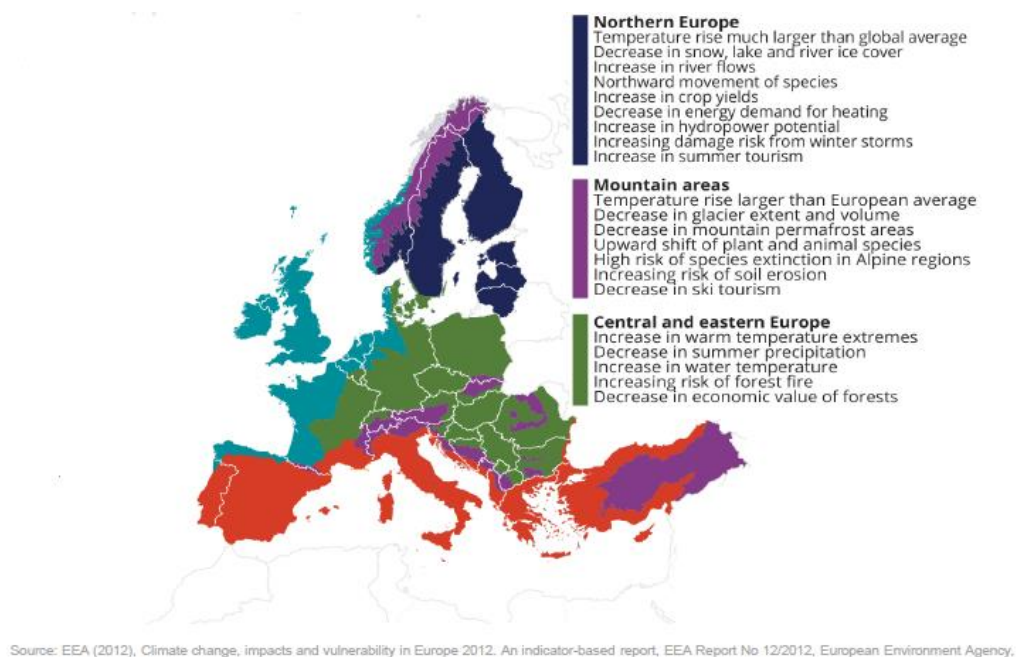 Northern Europe
Temperature rise much larger than global average
Decrease in snow, lake and river ice cover
Increase in river flows
Northward movement of species
Increase in crop yields
Decrease in energy demand for heating
Increase in hydropower potential
Increasing damage risk from winter storms
Increase in summer tourism
Mountain areas
Temperature rise larger than European average
Decrease in glacier extent and volume
Decrease in mountain permafrost areas
Upward shift of plant and animal species
High risk of species extinction in Alpine regions
Increasing risk of soil erosion
Decrease in ski tourism
Central and eastern Europe
Increase in warm temperature extremes
Decrease in summer precipitation
Increase in water temperature
Increasing risk of forest fire
Decrease in economic value of forests
Source: EEA (2012), Climate change, impacts and vulnerability in Europe 2012. An indicator-based report, EEA Report No 12/2012, European Environment Agency,